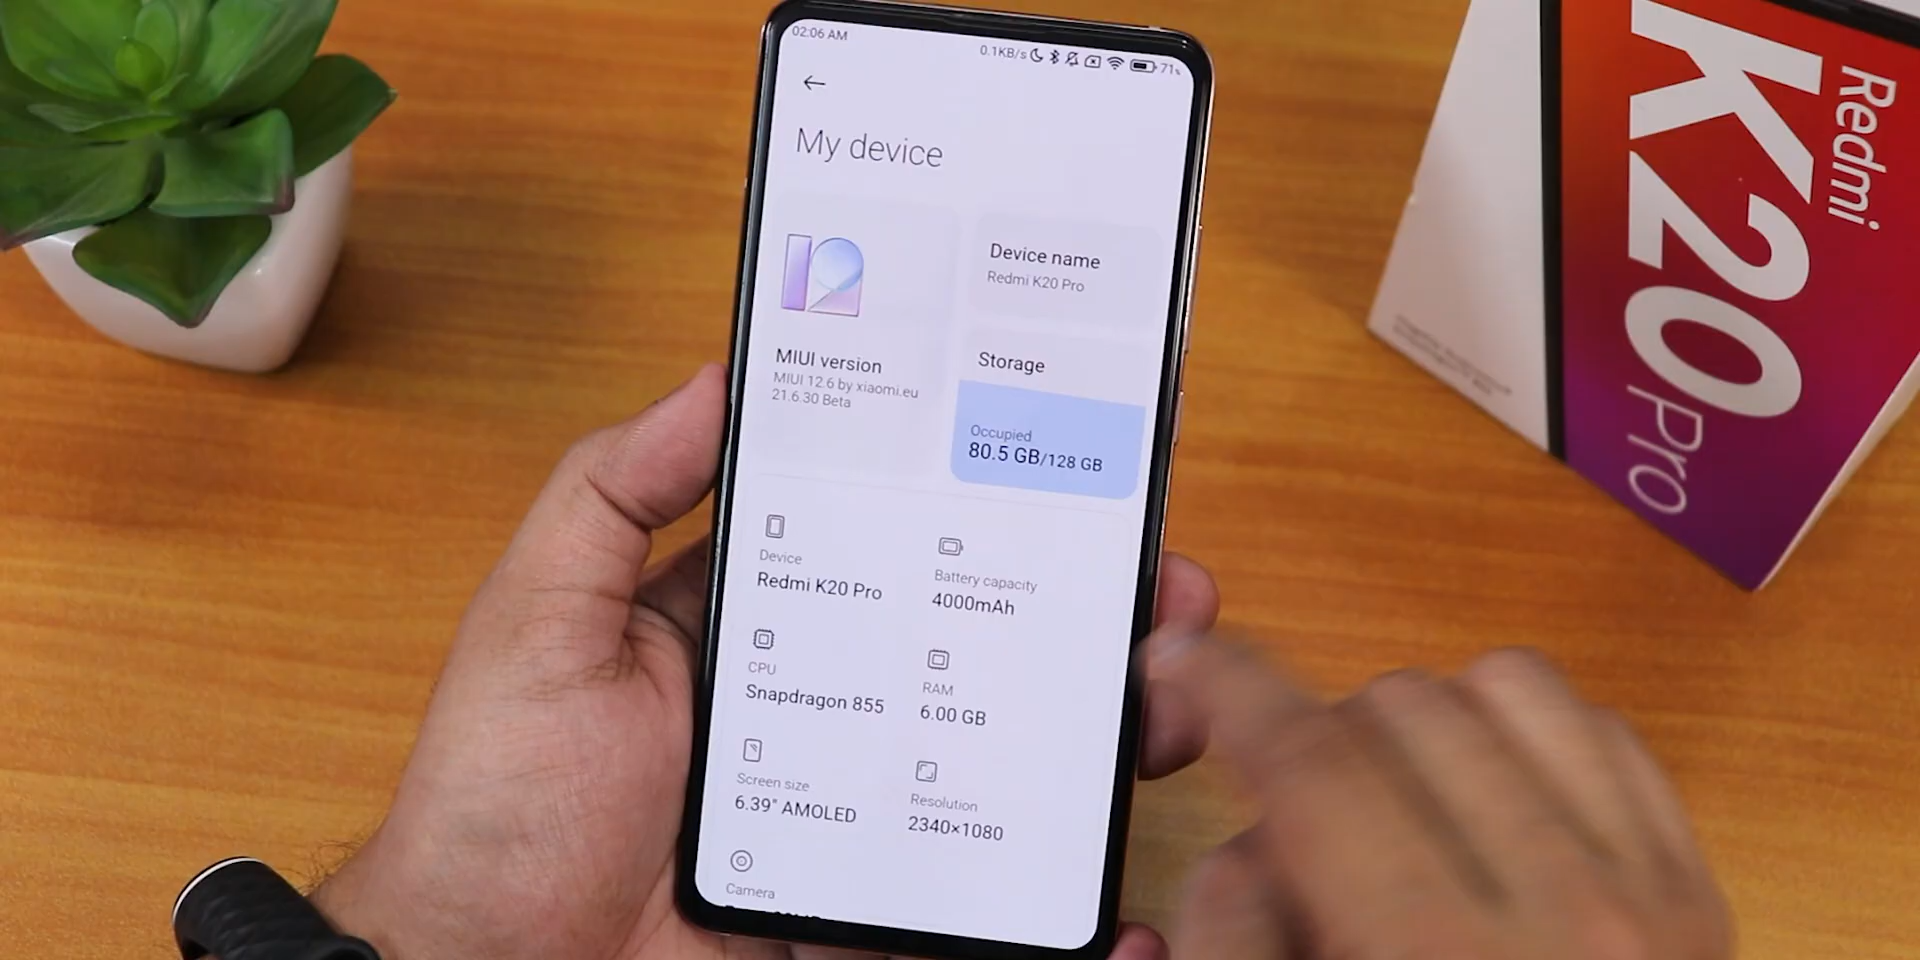 02:06 AM
0.1KB/s
71%
My device
12
Device name
Redmi K20 Pro
MIUI version
MIUI 12.6 by xiaomi.eu
21.6.30 Beta
Storage
Occupied
80.5 GB/128 GB
Device
Redmi K20 Pro
Battery capacity
4000mAh
CPU
Snapdragon 855
RAM
6.00 GB
Screen size
6.39" AMOLED
Resolution
2340×1080
Camera
Redmi
K20
Pro